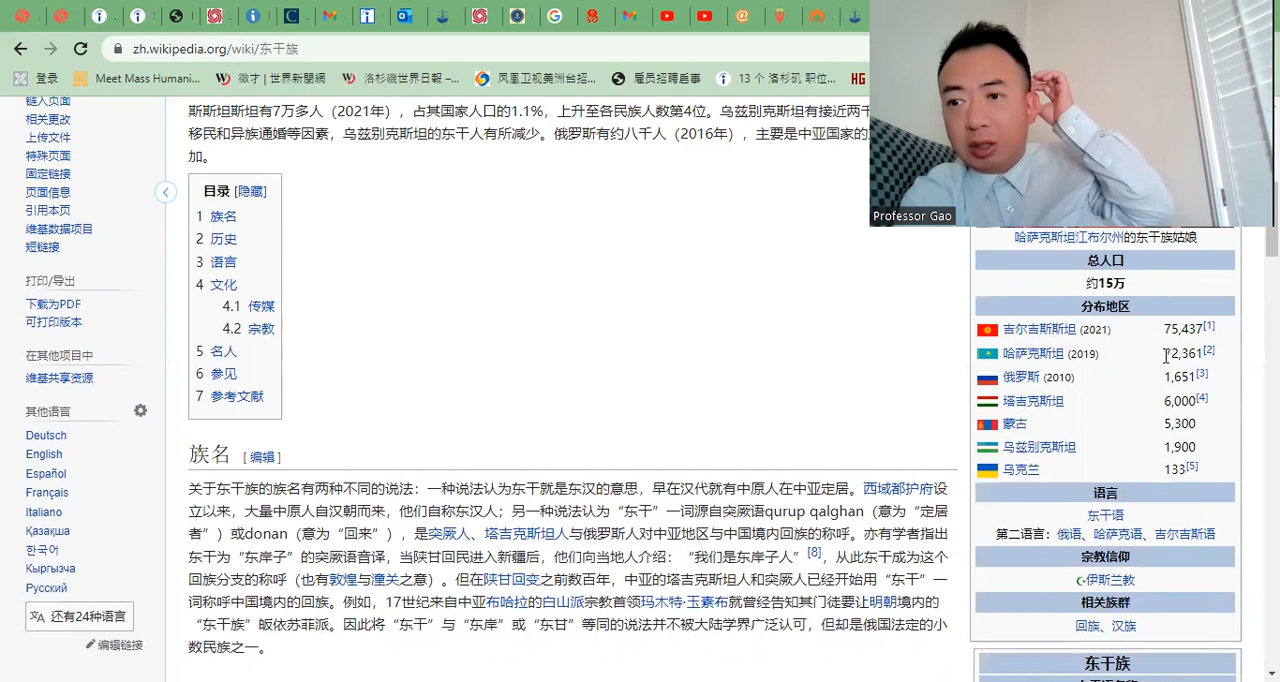 zh.wikipedia.org/wiki/东干族
登录
Meet Mass Humani...
徵才 | 世界新聞網
洛杉磯世界日報 –...
凤凰卫视美洲台招...
雇员招聘启事
13 个 洛杉矶 职位...
HG
Professor Gao
链入页面
相关更改
上传文件
特殊页面
固定链接
页面信息
引用本页
维基数据项目
短链接
打印/导出
下载为PDF
可打印版本
在其他项目中
维基共享资源
其他语言
Deutsch
English
Español
Français
Italiano
Қазақша
한국어
Кыргызча
Русский
还有24种语言
编辑链接
斯斯坦斯坦有7万多人（2021年），占其国家人口的1.1%，上升至各民族人数第4位。乌兹别克斯坦有接近两千
移民和异族通婚等因素，乌兹别克斯坦的东干人有所减少。俄罗斯有约八千人（2016年），主要是中亚国家的
加。
目录 [隐藏]
1 族名
2 历史
3 语言
4 文化
4.1 传媒
4.2 宗教
5 名人
6 参见
7 参考文献
族名 [编辑]
关于东干族的族名有两种不同的说法：一种说法认为东干就是东汉的意思，早在汉代就有中原人在中亚定居。西域都护府设
立以来，大量中原人自汉朝而来，他们自称东汉人；另一种说法认为“东干”一词源自突厥语qurup qalghan（意为“定居
者”）或donan（意为“回来”），是突厥人、塔吉克斯坦人与俄罗斯人对中亚地区与中国境内回族的称呼。亦有学者指出
东干为“东岸子”的突厥语音译，当陕甘回民进入新疆后，他们向当地人介绍：“我们是东岸子人”[8]，从此东干成为这个
回族分支的称呼（也有敦煌与潼关之意）。但在陕甘回变之前数百年，中亚的塔吉克斯坦人和突厥人已经开始用“东干”一
词称呼中国境内的回族。例如，17世纪来自中亚布哈拉的白山派宗教首领玛木特·玉素布就曾经告知其门徒要让明朝境内的
“东干族”皈依苏菲派。因此将“东干”与“东岸”或“东甘”等同的说法并不被大陆学界广泛认可，但却是俄国法定的少
数民族之一。
哈萨克斯坦江布尔州的东干族姑娘
总人口
约15万
分布地区
吉尔吉斯斯坦 (2021) 75,437[1]
哈萨克斯坦 (2019) 72,361[2]
俄罗斯 (2010) 1,651[3]
塔吉克斯坦 6,000[4]
蒙古 5,300
乌兹别克斯坦 1,900
乌克兰 133[5]
语言
东干语
第二语言：俄语、哈萨克语、吉尔吉斯语
宗教信仰
伊斯兰教
相关族群
回族、汉族
东干族